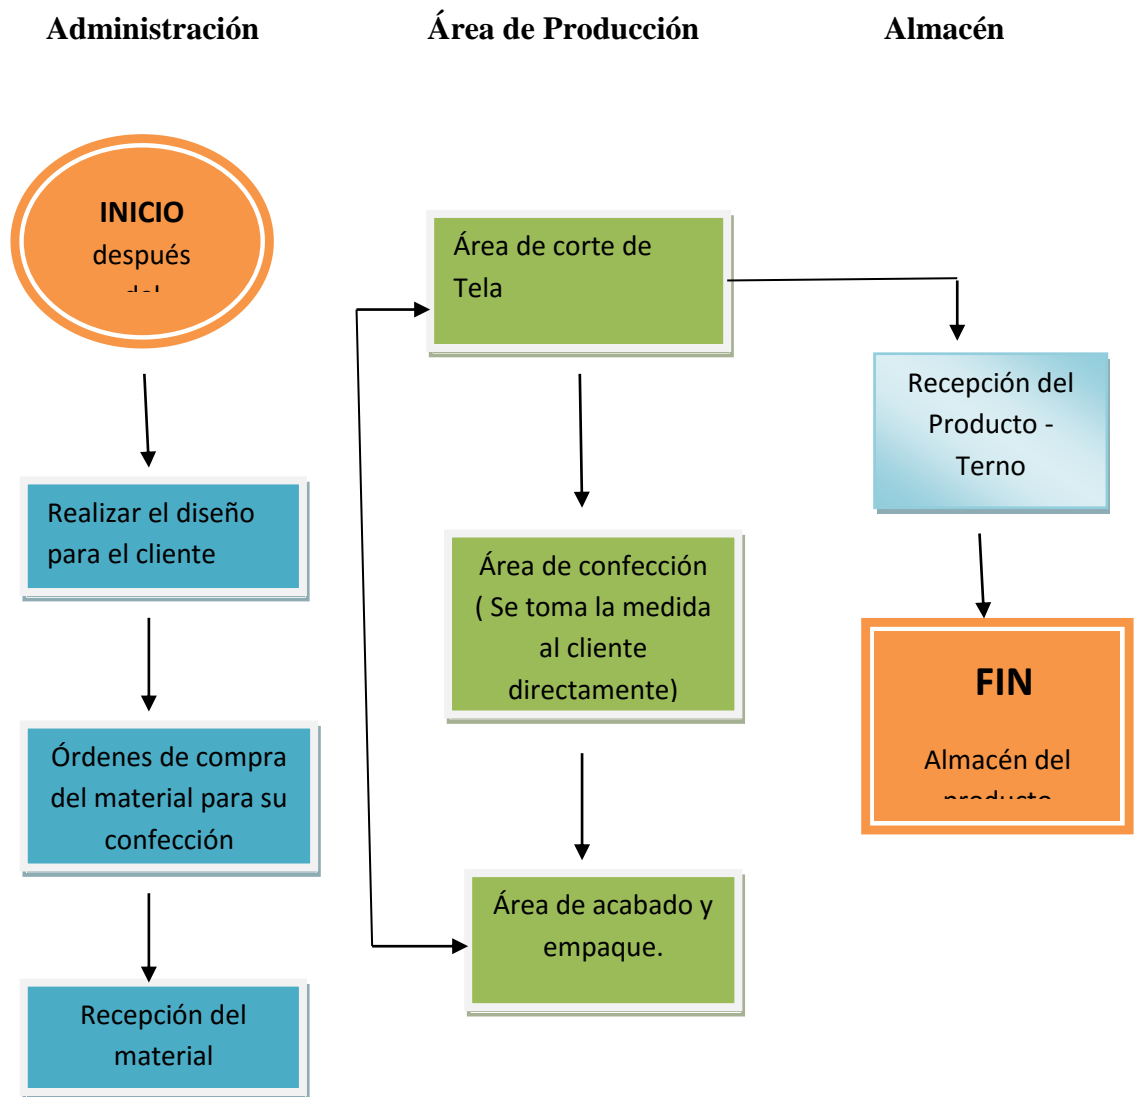 Administración
Área de Producción
Almacén
INICIO
después
Realizar el diseño
para el cliente
Órdenes de compra
del material para su
confección
Recepción del
material
Área de corte de
Tela
Área de confección
( Se toma la medida
al cliente
directamente)
Área de acabado y
empaque.
Recepción del
Producto -
Terno
FIN
Almacén del